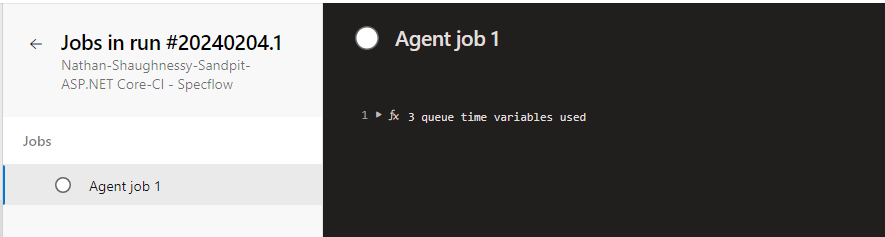 Jobs in run #20240204.1
Nathan-Shaughnessy-Sandpit-
ASP.NET Core-CI - Specflow
Jobs
Agent job 1
Agent job 1
1 fx 3 queue time variables used